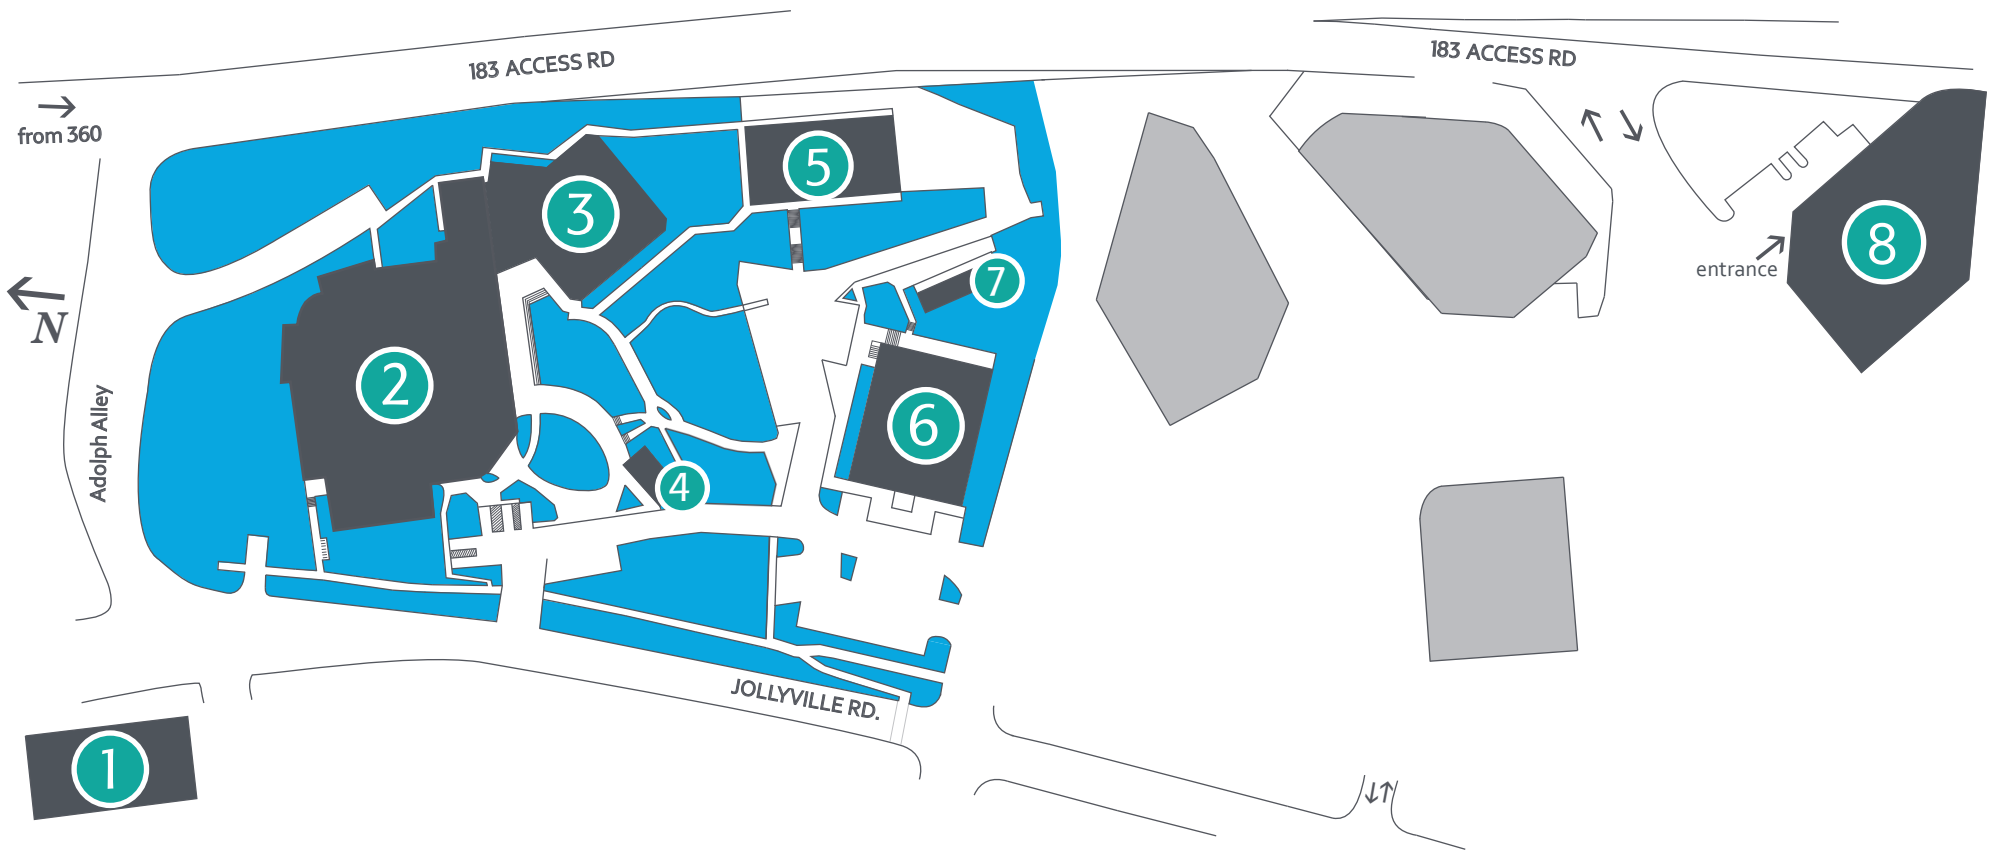 183 ACCESS RD
183 ACCESS RD
from 360
5
3
8
entrance
7
N
2
Adolph Alley
6
4
JOLLYVILLE RD.
1